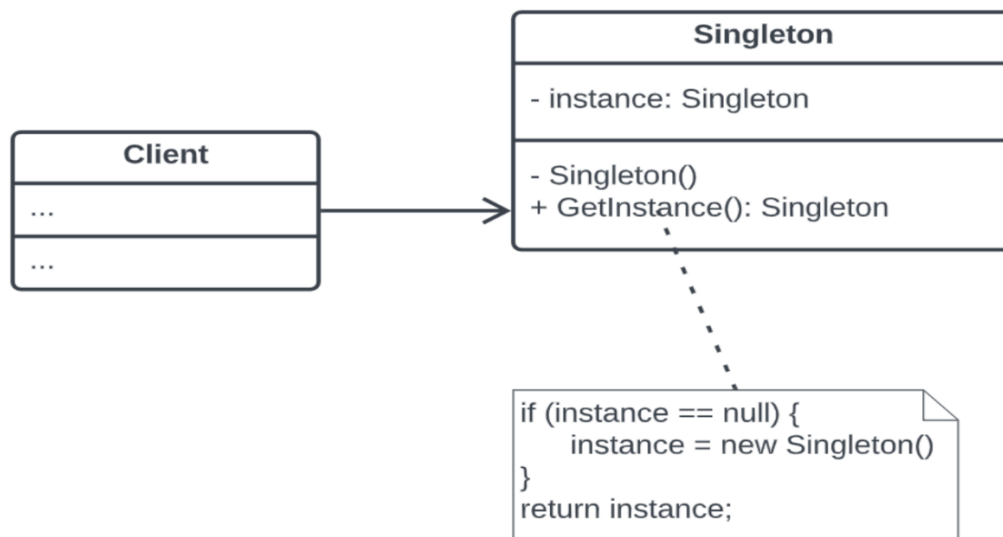 Client
...
...
Singleton
- instance: Singleton
- Singleton()
+ GetInstance(): Singleton
if (instance == null) {
instance = new Singleton()
}
return instance;